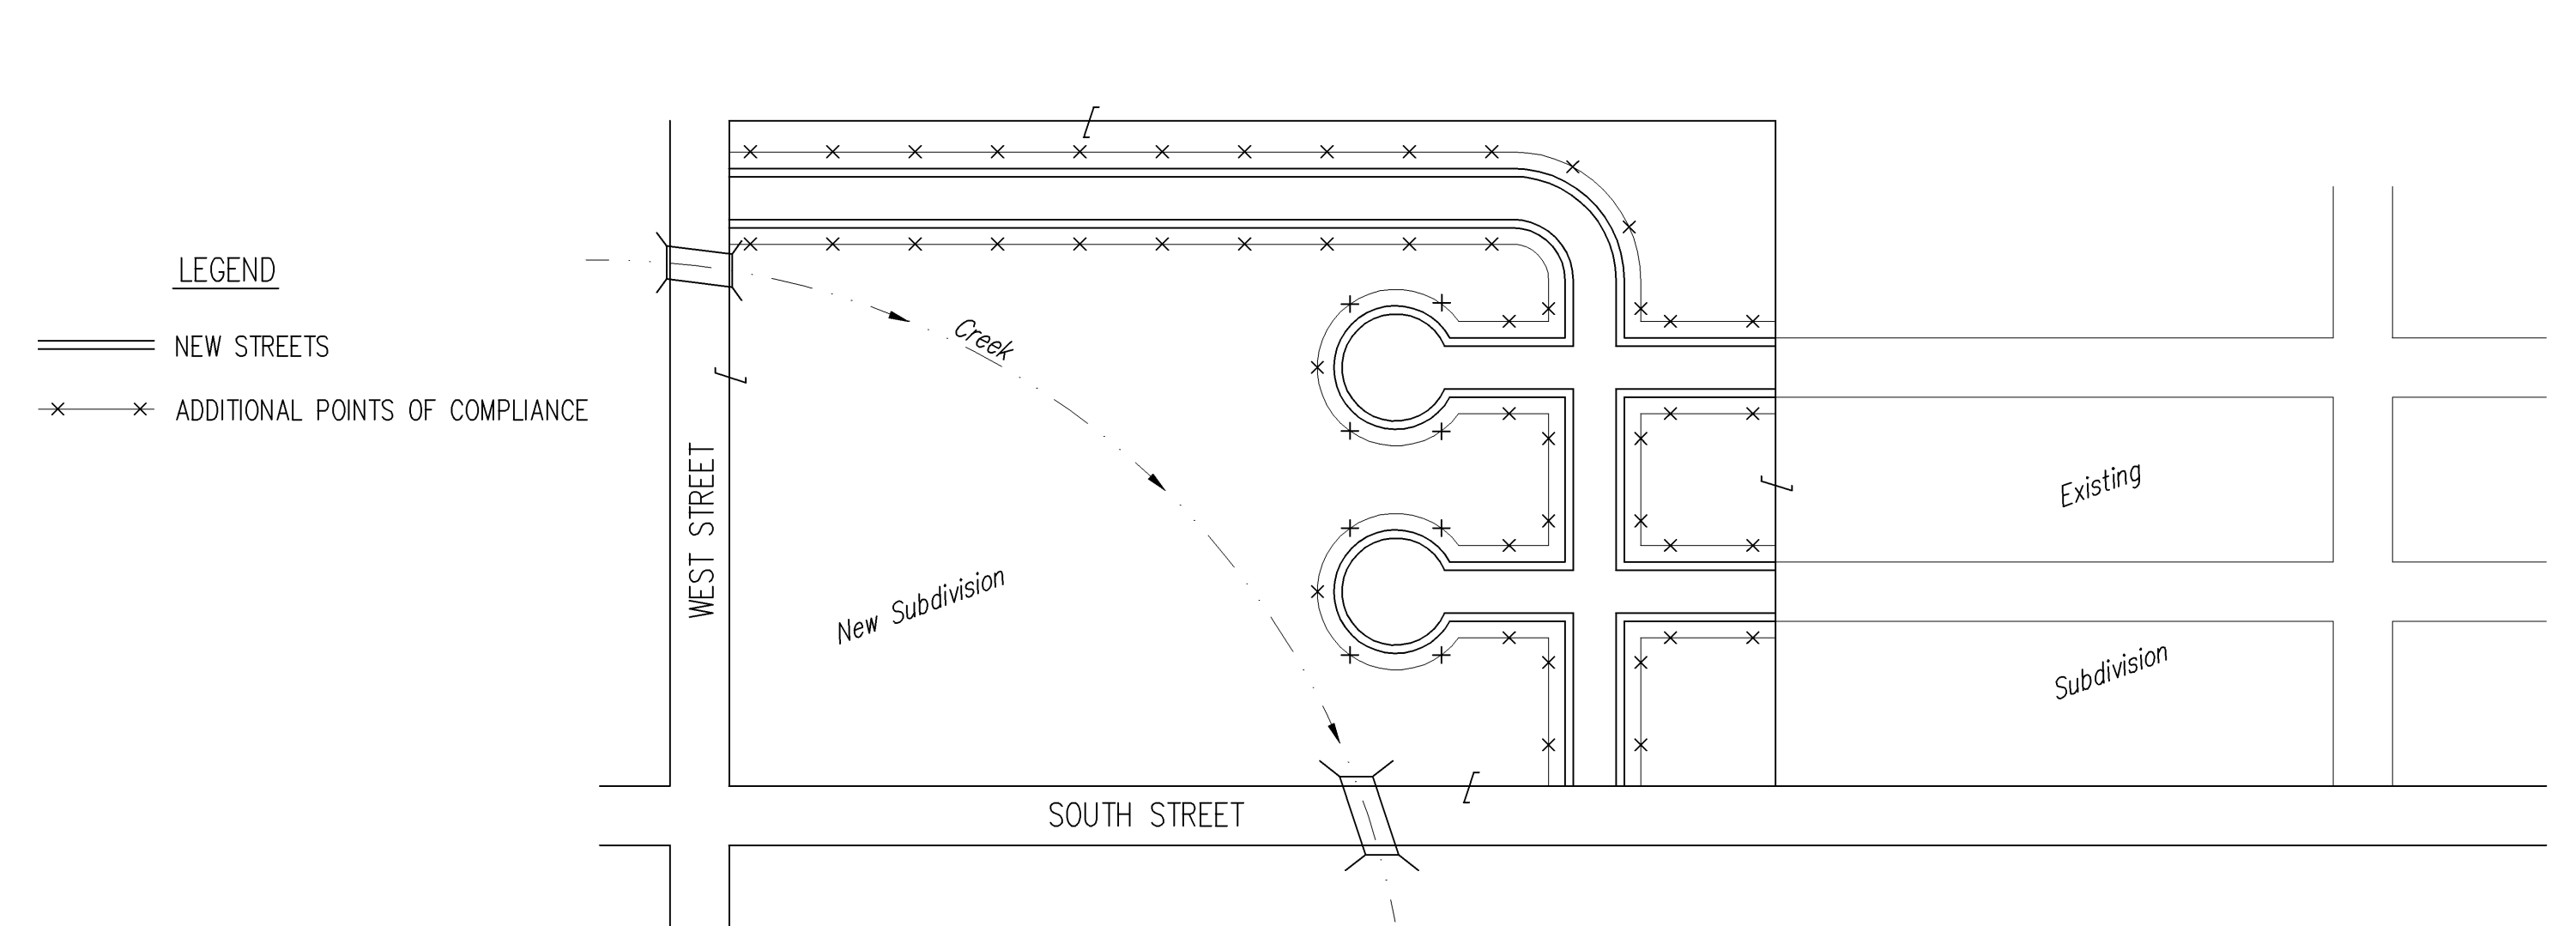 LEGEND
NEW STREETS
ADDITIONAL POINTS OF COMPLIANCE
Creek
WEST STREET
New Subdivision
SOUTH STREET
Existing
Subdivision